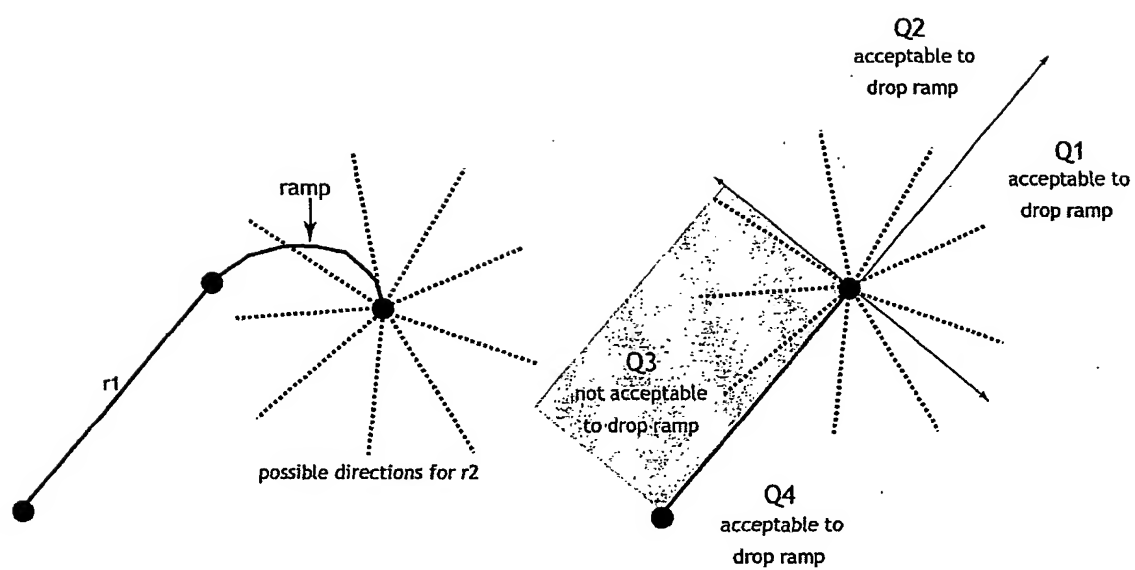 ramp
r1
possible directions for r2
Q2
acceptable to
drop ramp
Q1
acceptable to
drop ramp
Q3
not acceptable
to drop ramp
Q4
acceptable to
drop ramp